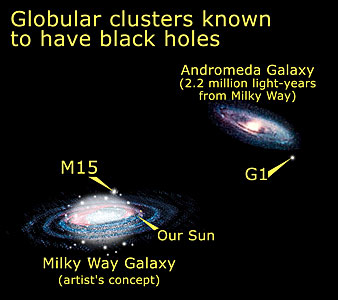 Globular clusters known
to have black holes
Andromeda Galaxy
(2.2 million light-years
from Milky Way)
M15
G1
Our Sun
Milky Way Galaxy
(artist's concept)